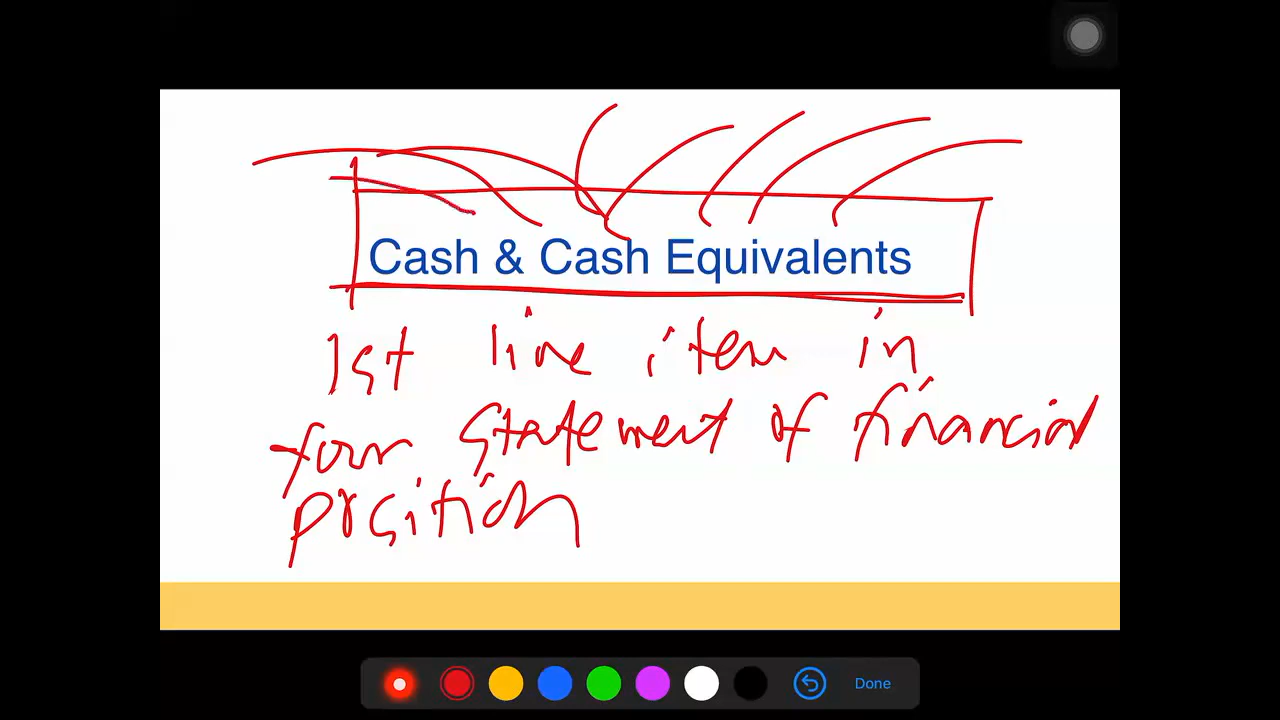 Cash & Cash Equivalents
1st line item in
your statement of financial
position
Done